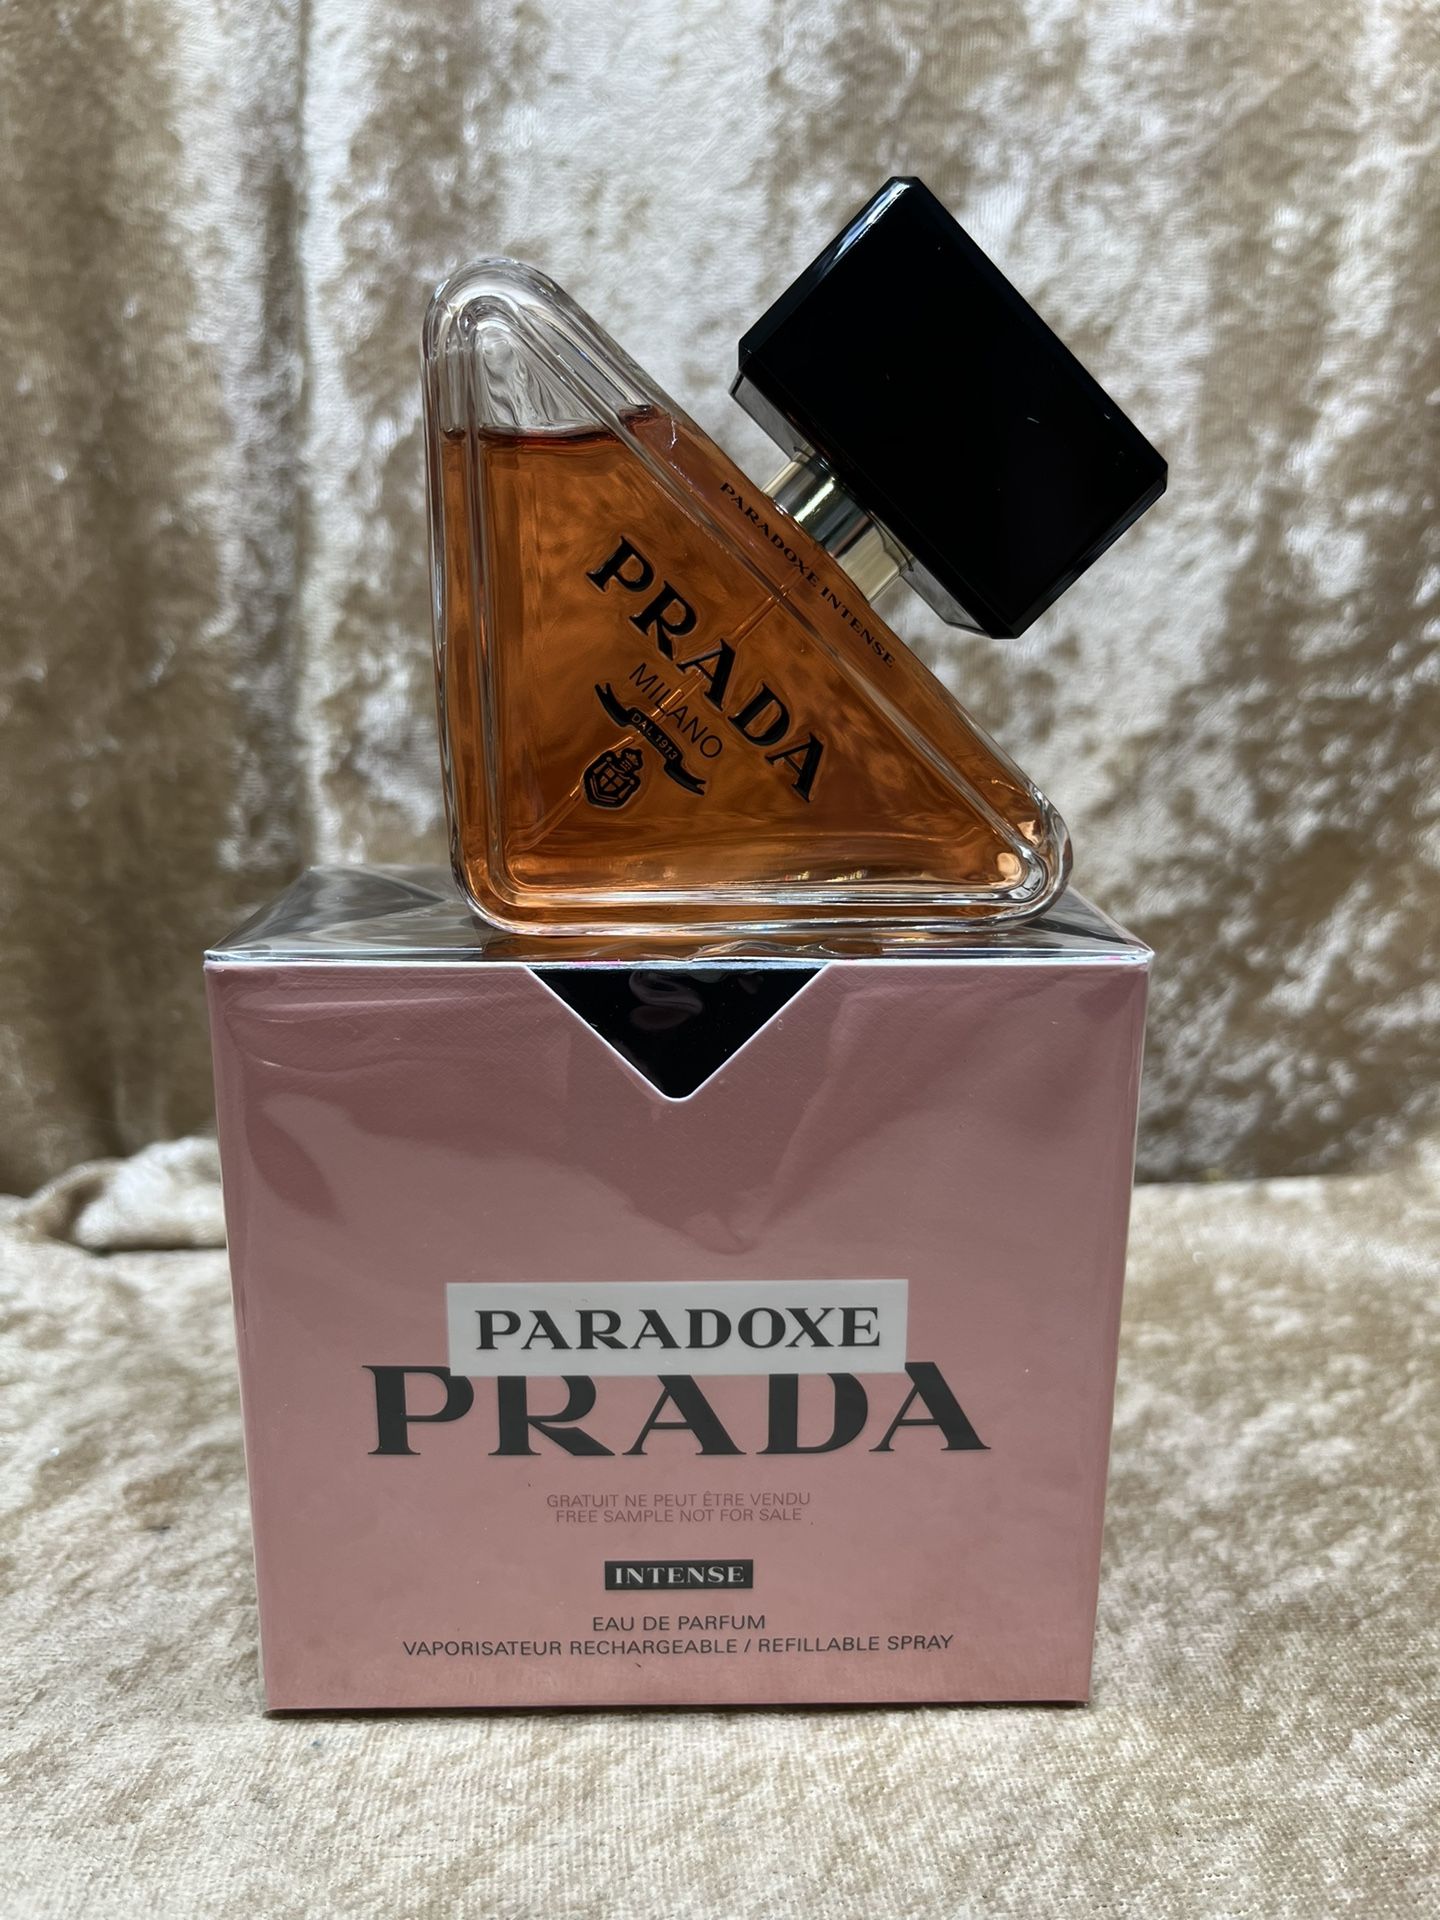 PARADOXE INTENSE
PRADA
MILANO
DAL 1913
PARADOXE
PRADA
GRATUIT NE PEUT ÊTRE VENDU
FREE SAMPLE NOT FOR SALE
INTENSE
EAU DE PARFUM
VAPORISATEUR RECHARGEABLE / REFILLABLE SPRAY